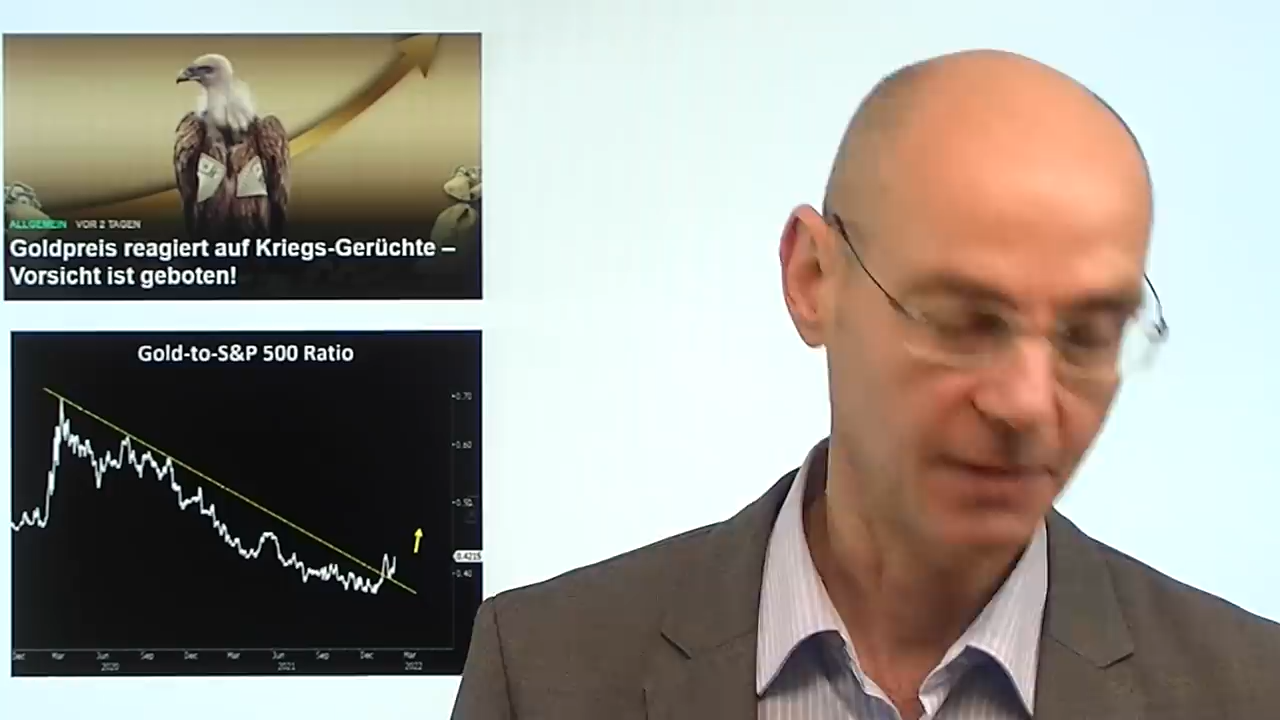 ALLGEMEIN VOR 2 TAGEN
Goldpreis reagiert auf Kriegs-Gerüchte –
Vorsicht ist geboten!
Gold-to-S&P 500 Ratio
0.70
0.60
0.50
0.4215
0.40
Dec Mar Jun Sep Dec Mar Jun Sep Dec Mar
2020 2021 2022